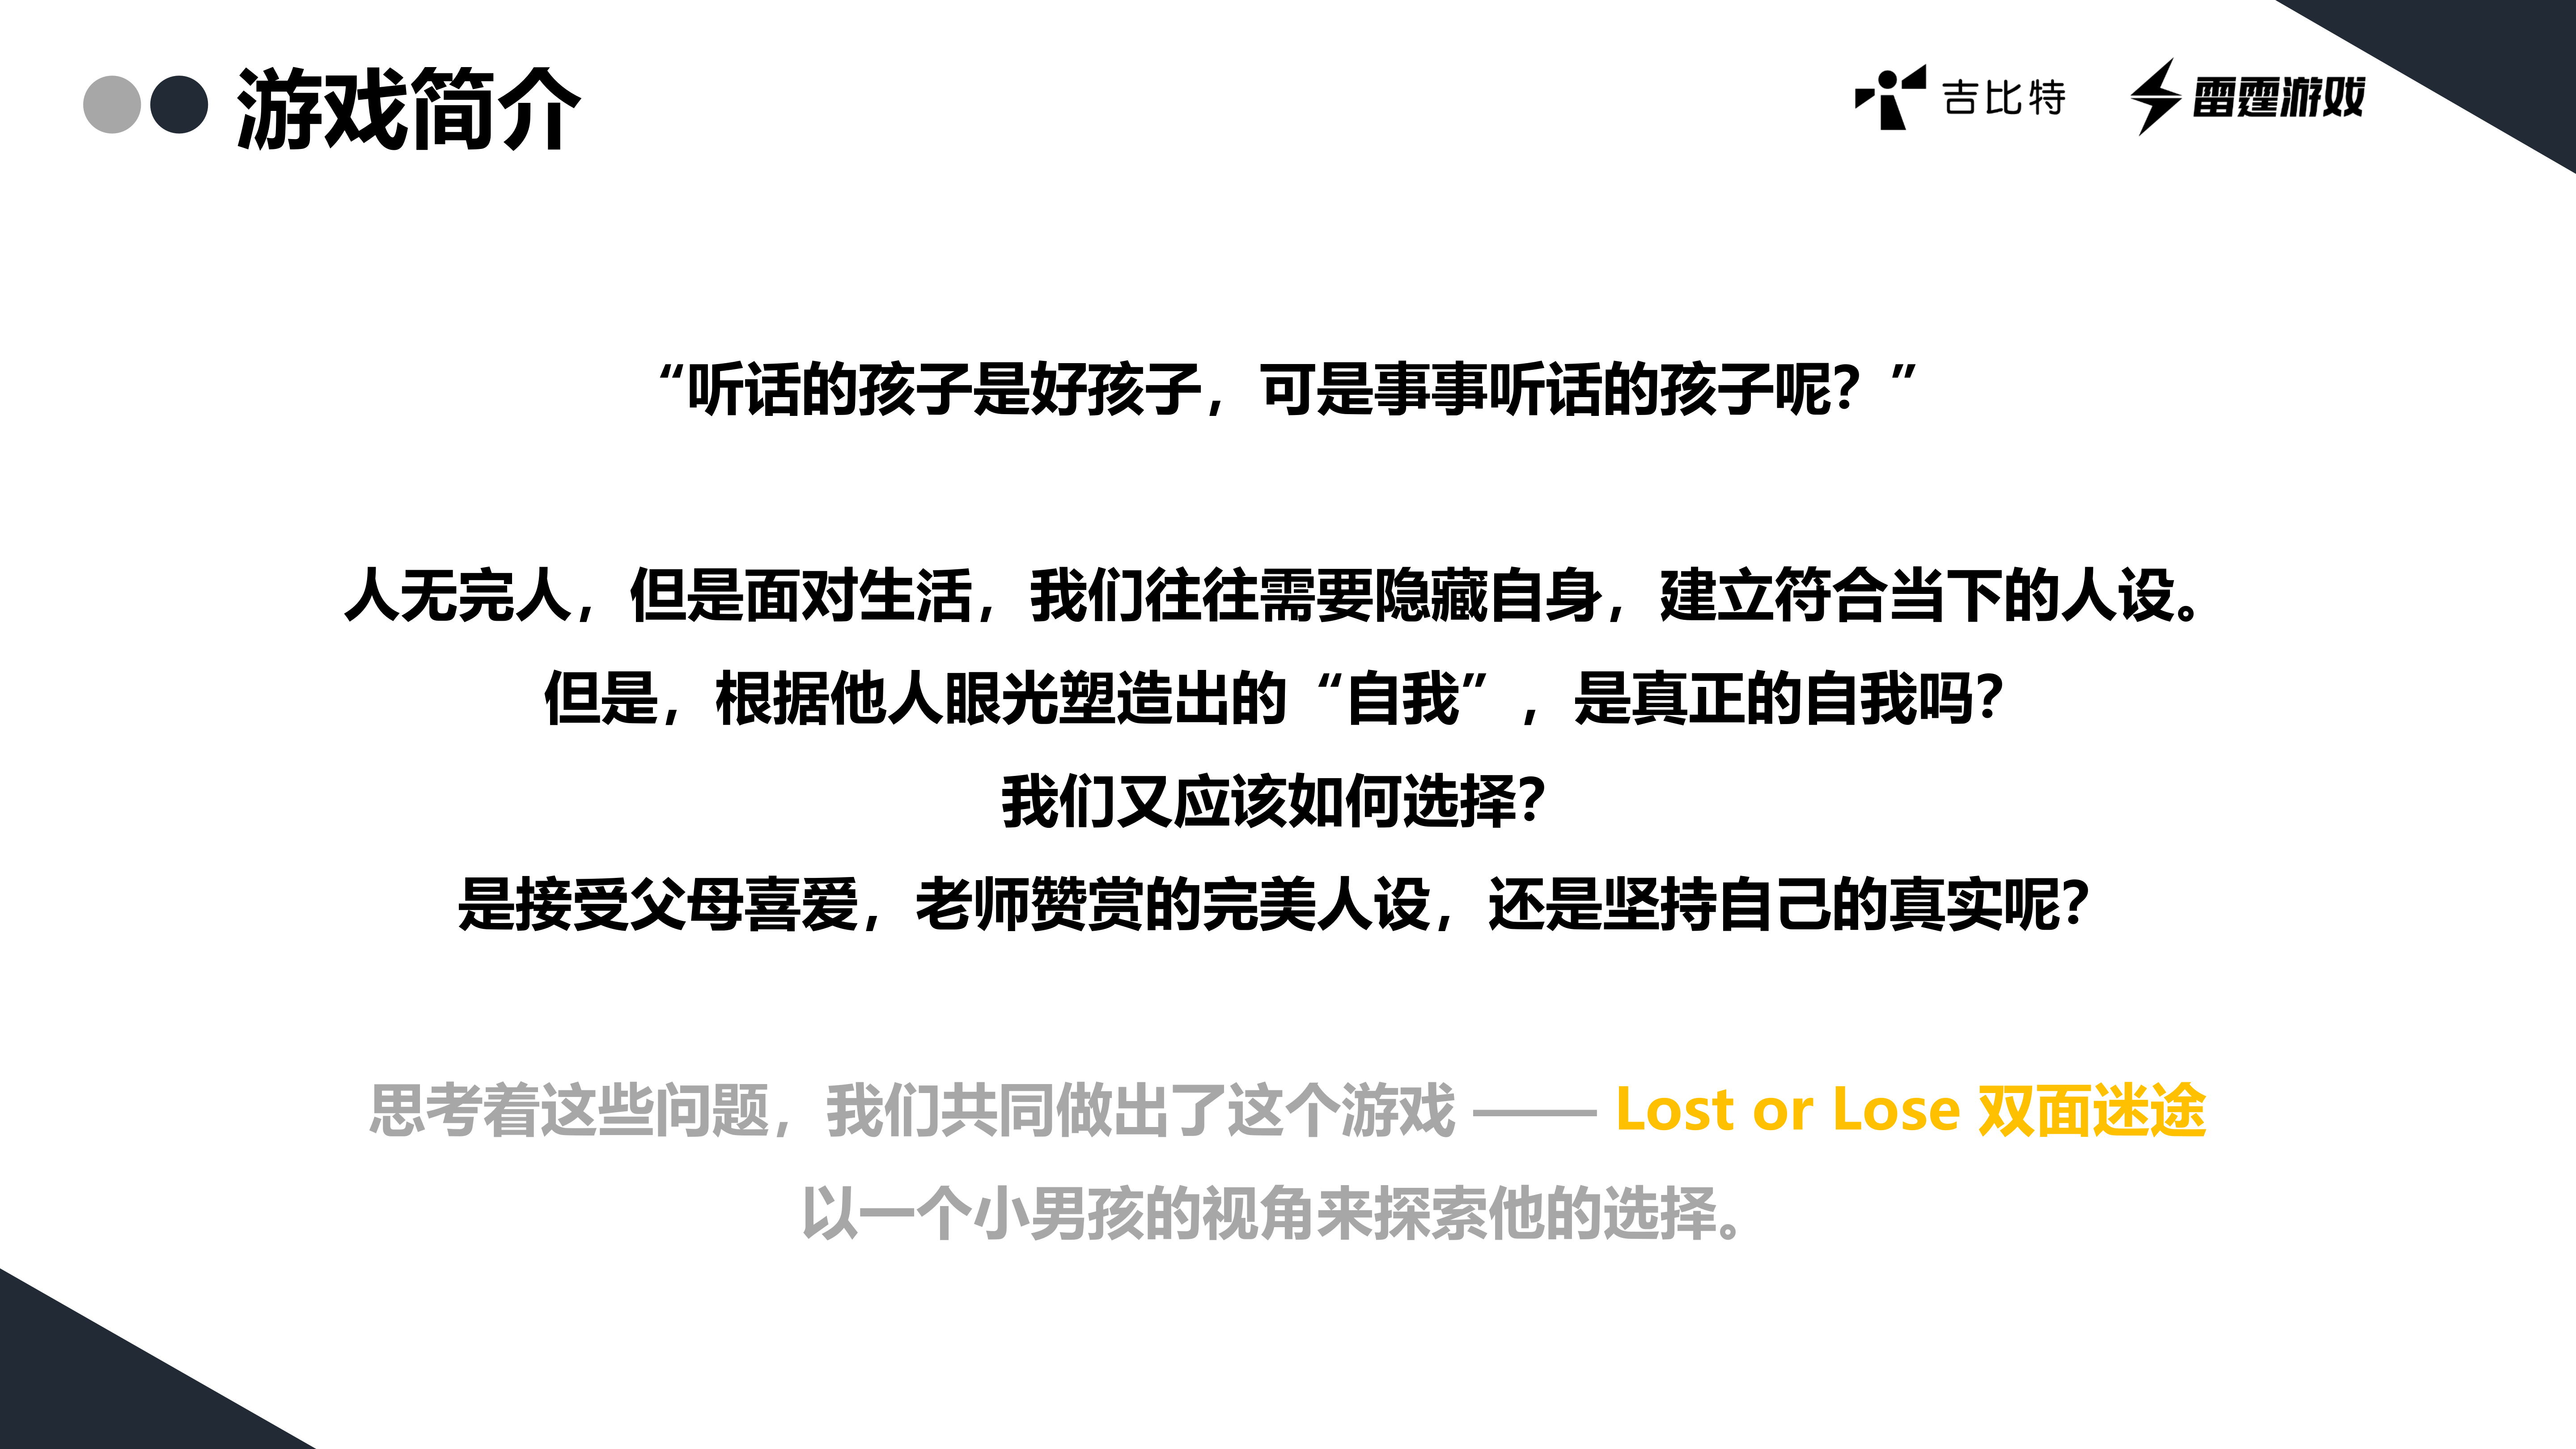 游戏简介
吉比特
雷霆游戏
“听话的孩子是好孩子，可是事事听话的孩子呢？”
人无完人，但是面对生活，我们往往需要隐藏自身，建立符合当下的人设。
但是，根据他人眼光塑造出的“自我”，是真正的自我吗？
我们又应该如何选择？
是接受父母喜爱，老师赞赏的完美人设，还是坚持自己的真实呢？
思考着这些问题，我们共同做出了这个游戏 —— Lost or Lose 双面迷途
以一个小男孩的视角来探索他的选择。